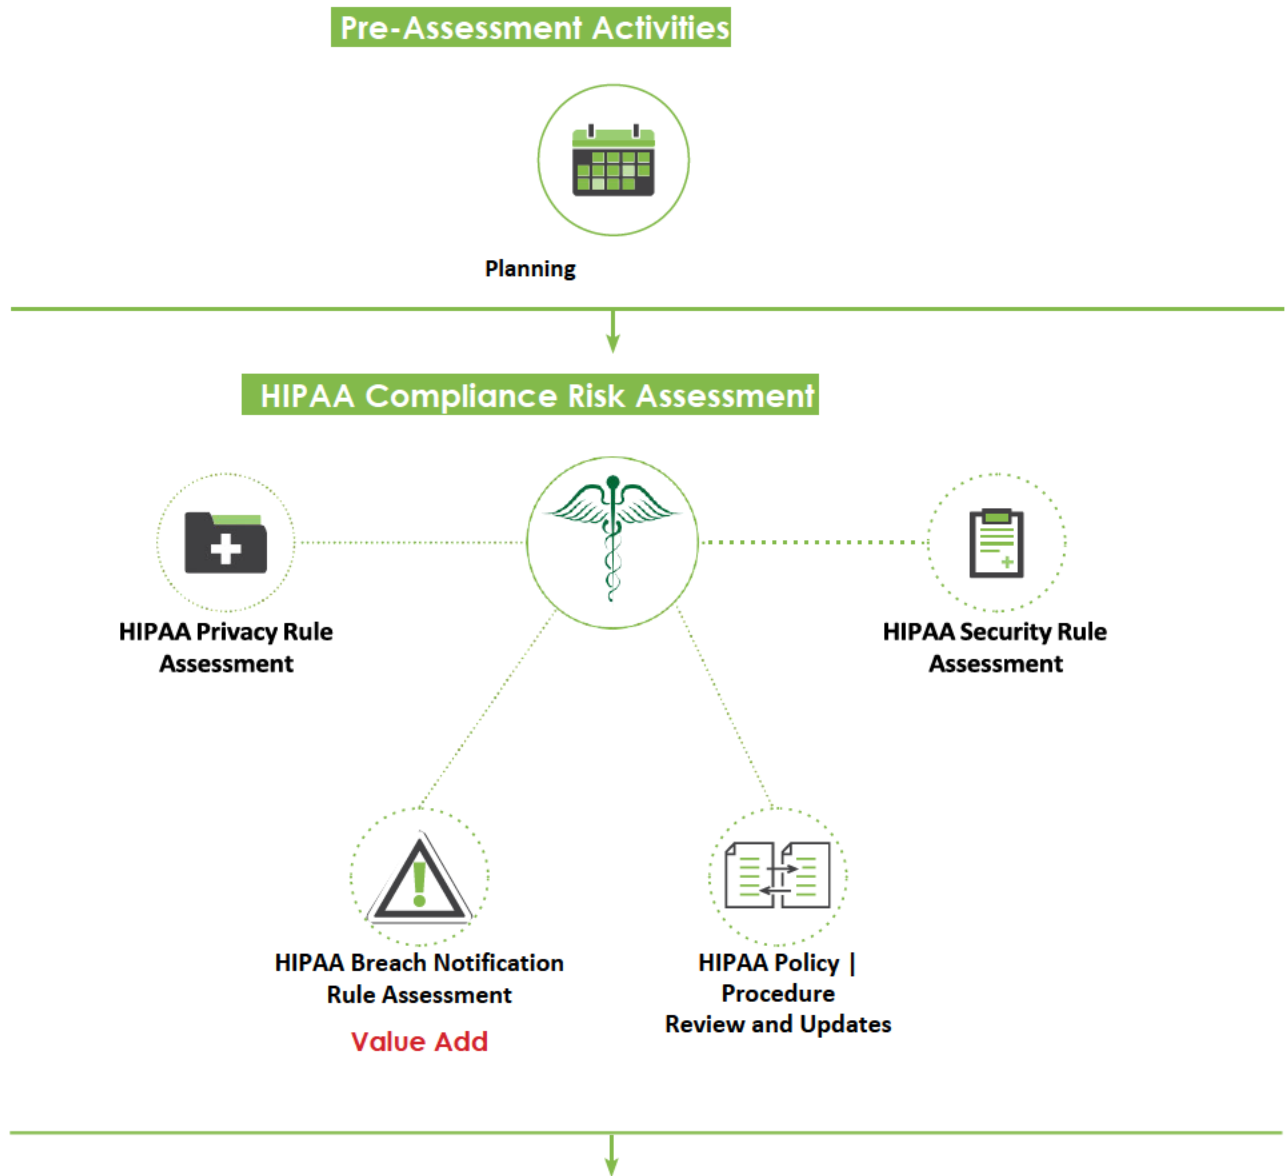 Pre-Assessment Activities
Planning
HIPAA Compliance Risk Assessment
HIPAA Privacy Rule
Assessment
HIPAA Security Rule
Assessment
HIPAA Breach Notification
Rule Assessment
Value Add
HIPAA Policy |
Procedure
Review and Updates